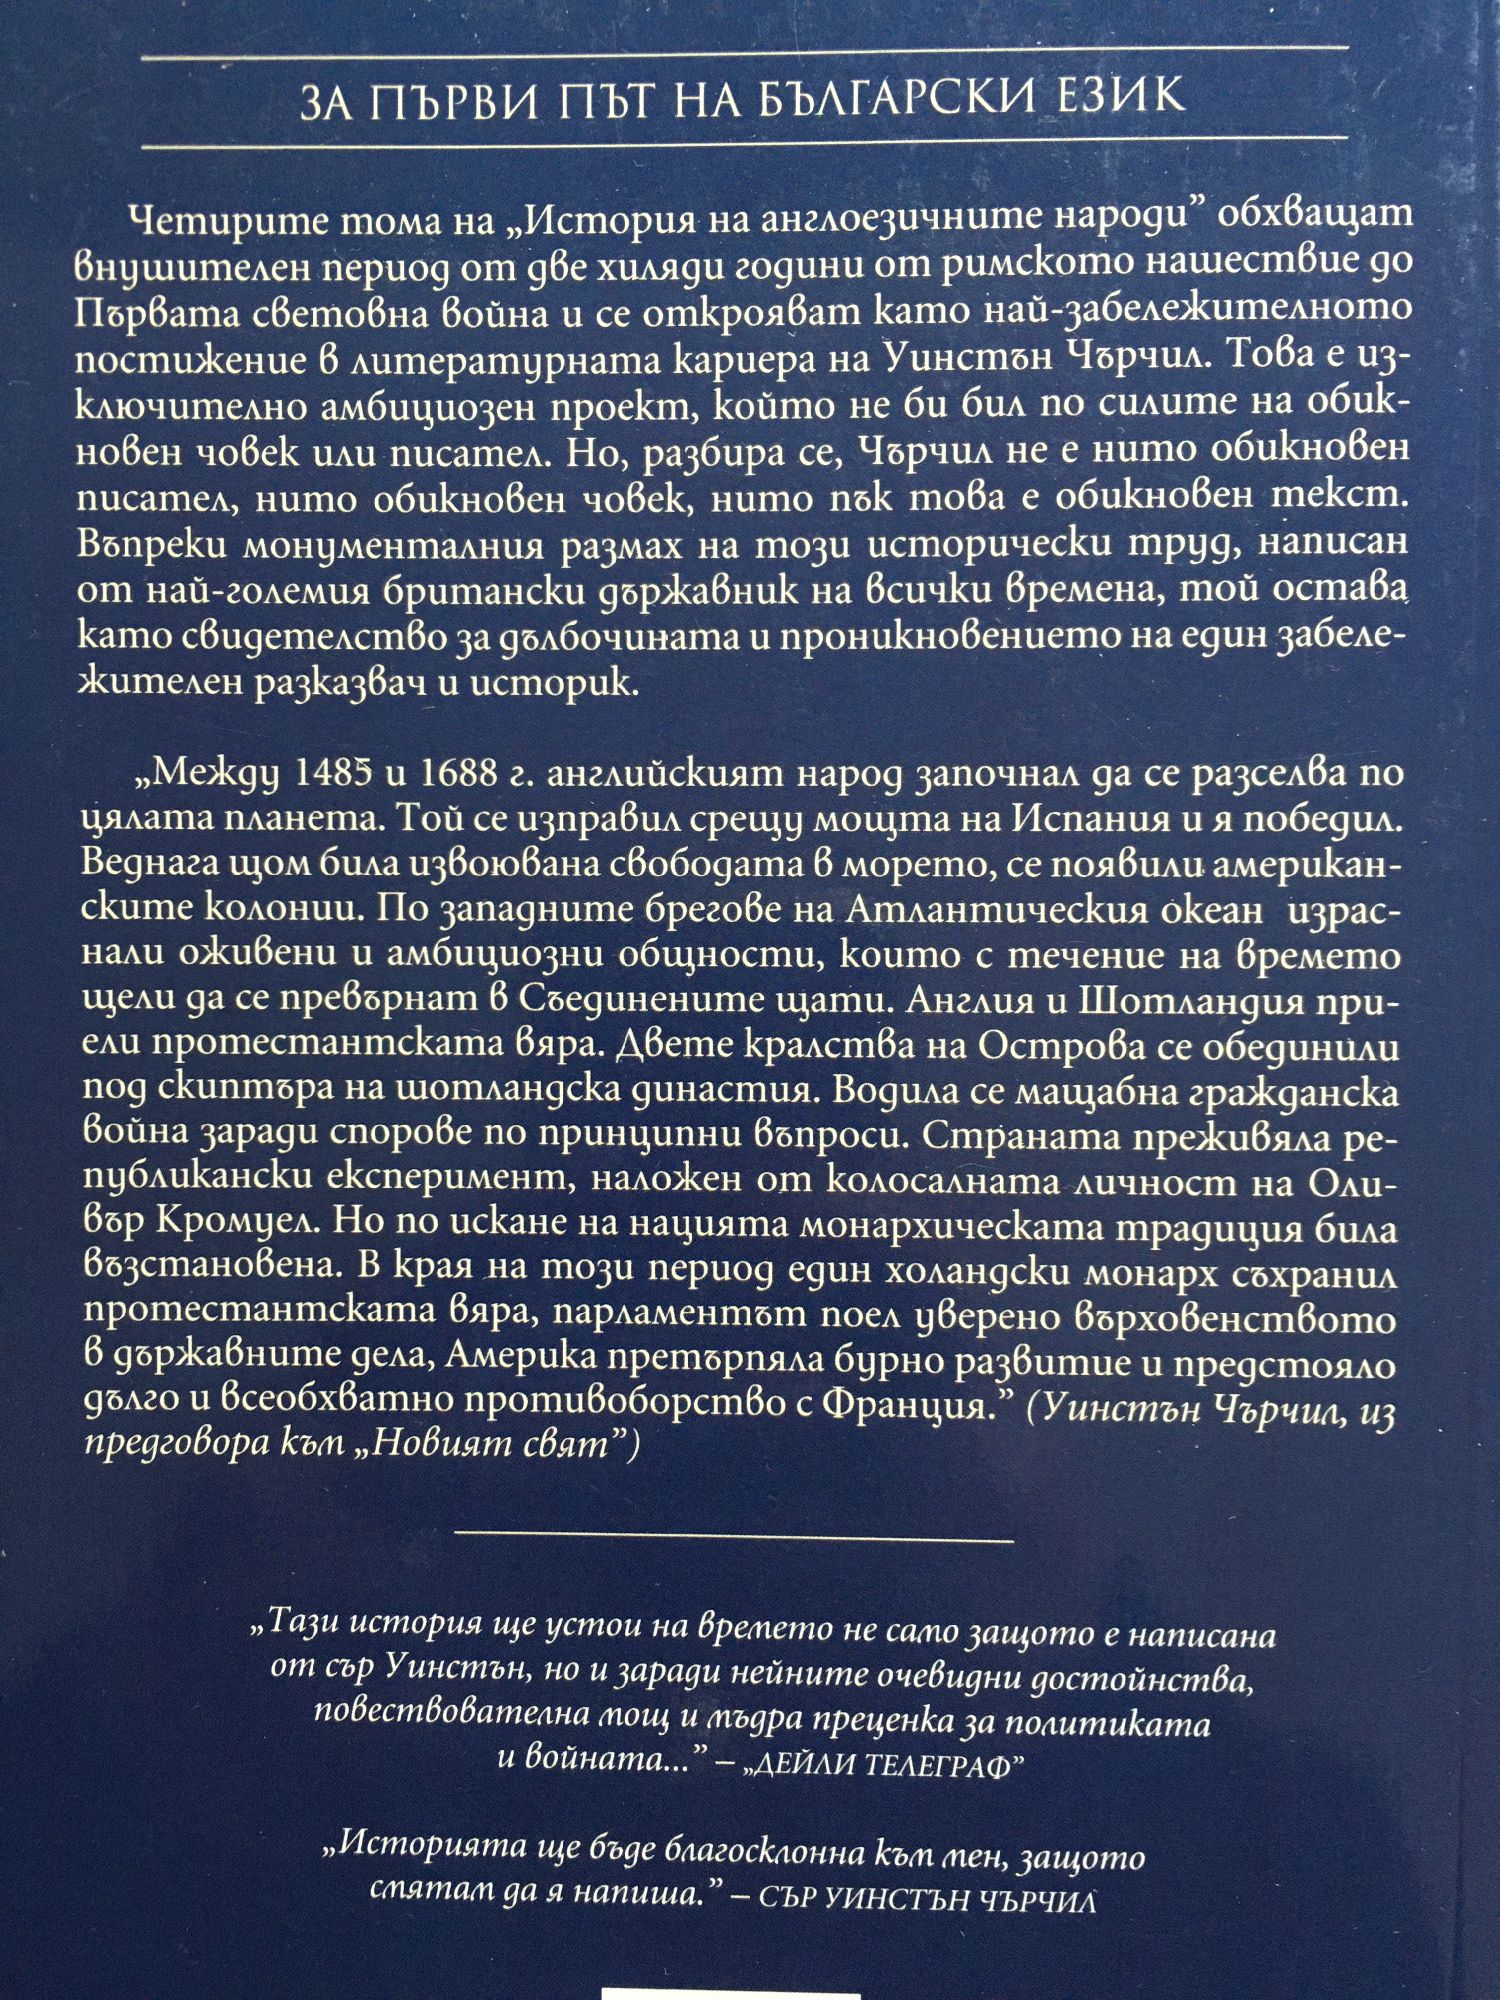 ЗА ПЪРВИ ПЪТ НА БЪЛГАРСКИ ЕЗИК
Четирите тома на „История на англоезичните народи” обхващат
внушителен период от две хиляди години от римското нашествие до
Първата световна война и се открояват като най-забележителното
постижение в литературната кариера на Уинстън Чърчил. Това е из-
ключително амбициозен проект, който не би бил по силите на обик-
новен човек или писател. Но, разбира се, Чърчил не е нито обикновен
писател, нито обикновен човек, нито пък това е обикновен текст.
Въпреки монументалния размах на този исторически труд, написан
от най-големия британски държавник на всички времена, той остава
като свидетелство за дълбочината и проникновението на един забеле-
жителен разказвач и историк.
„Между 1485 и 1688 г. английският народ започнал да се разселва по
цялата планета. Той се изправил срещу мощта на Испания и я победил.
Веднага щом била извоювана свободата в морето, се появили американ-
ските колонии. По западните брегове на Атлантическия океан израс-
нали оживени и амбициозни общности, които с течение на времето
щели да се превърнат в Съединените щати. Англия и Шотландия при-
ели протестантската вяра. Двете кралства на Острова се обединили
под скиптъра на шотландска династия. Водила се мащабна гражданска
война заради спорове по принципни въпроси. Страната преживяла ре-
публикански експеримент, наложен от колосалната личност на Оли-
вър Кромуел. Но по искане на нацията монархическата традиция била
възстановена. В края на този период един холандски монарх съхранил
протестантската вяра, парламентът поел уверено върховенството
в държавните дела, Америка претърпяла бурно развитие и предстояло
дълго и всеобхватно противоборство с Франция.” (Уинстън Чърчил, из
предговора към „Новият свят”)
„Тази история ще устои на времето не само защото е написана
от сър Уинстън, но и заради нейните очевидни достойнства,
повествователна мощ и мъдра преценка за политиката
и войната...” – „ДЕЙЛИ ТЕЛЕГРАФ”
„Историята ще бъде благосклонна към мен, защото
смятам да я напиша.” – СЪР УИНСТЪН ЧЪРЧИЛ